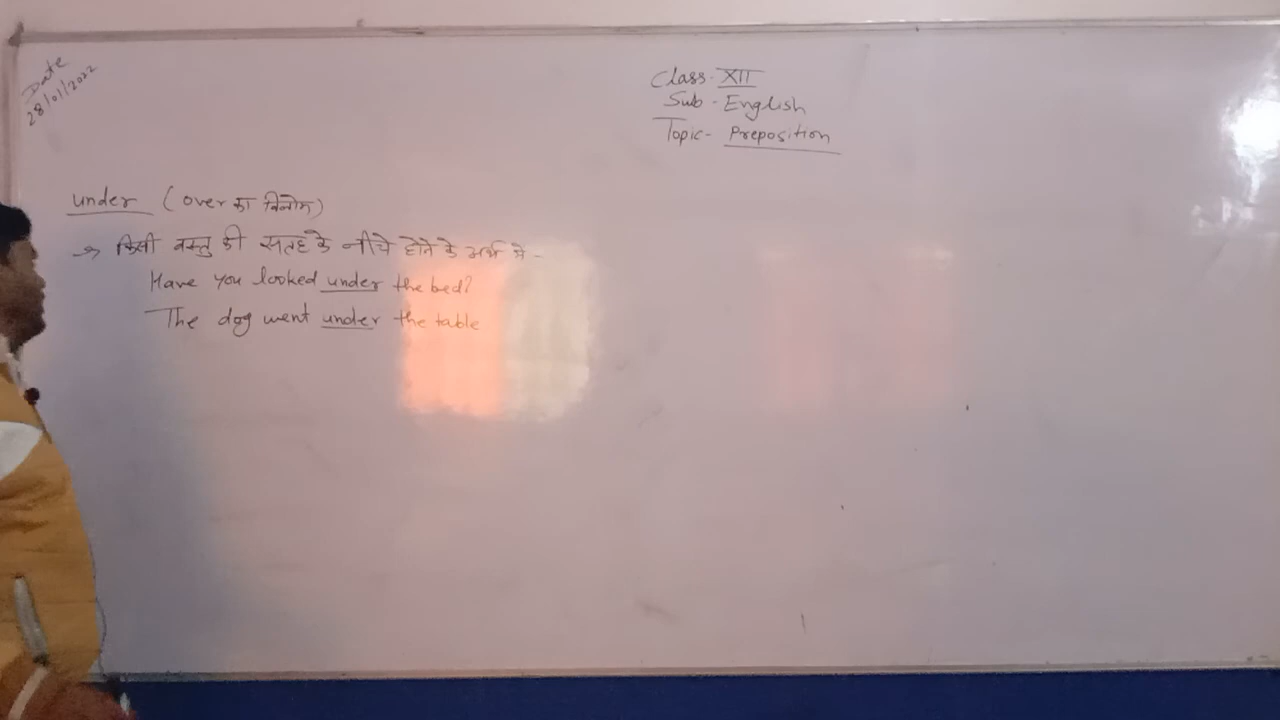 Date
28/01/2022
Class- XII
Sub - English
Topic- Preposition
under (over का विलोम)
→ किसी वस्तु की सतह के नीचे होने के अर्थ मे -
Have you looked under the bed?
The dog went under the table